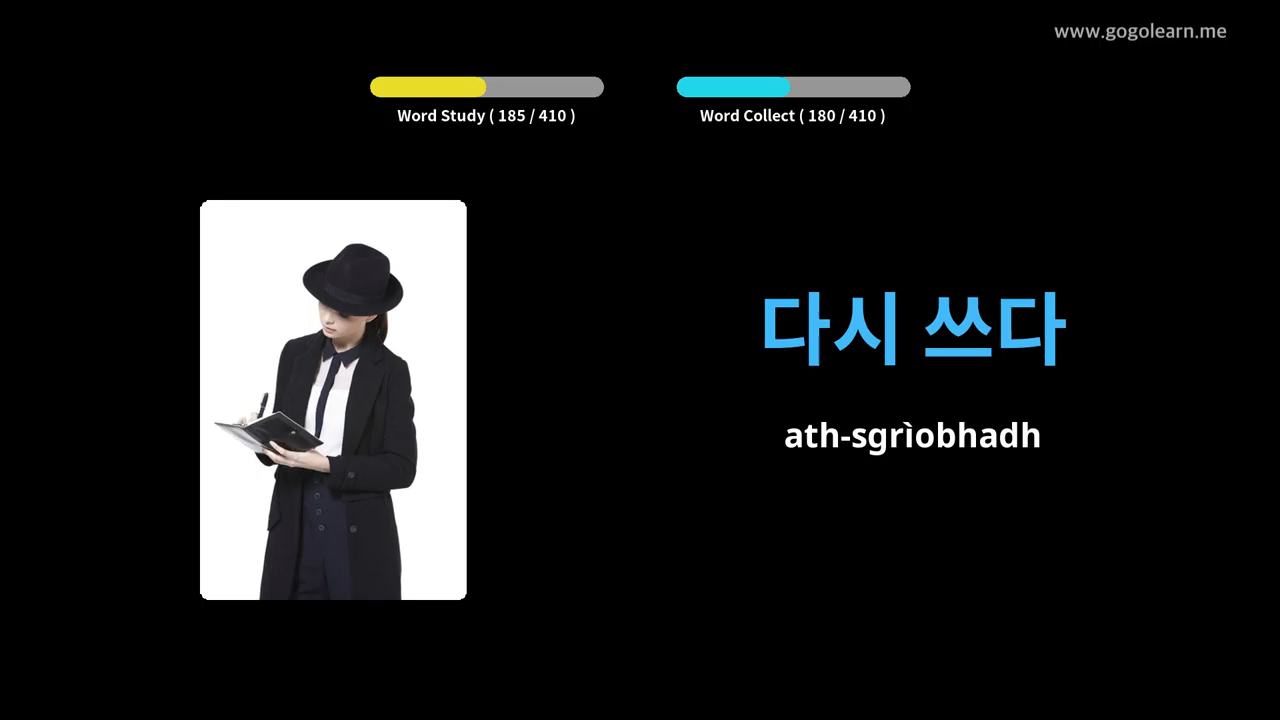 www.gogolearn.me
Word Study ( 185 / 410 )
Word Collect ( 180 / 410 )
다시 쓰다
ath-sgrìobhadh